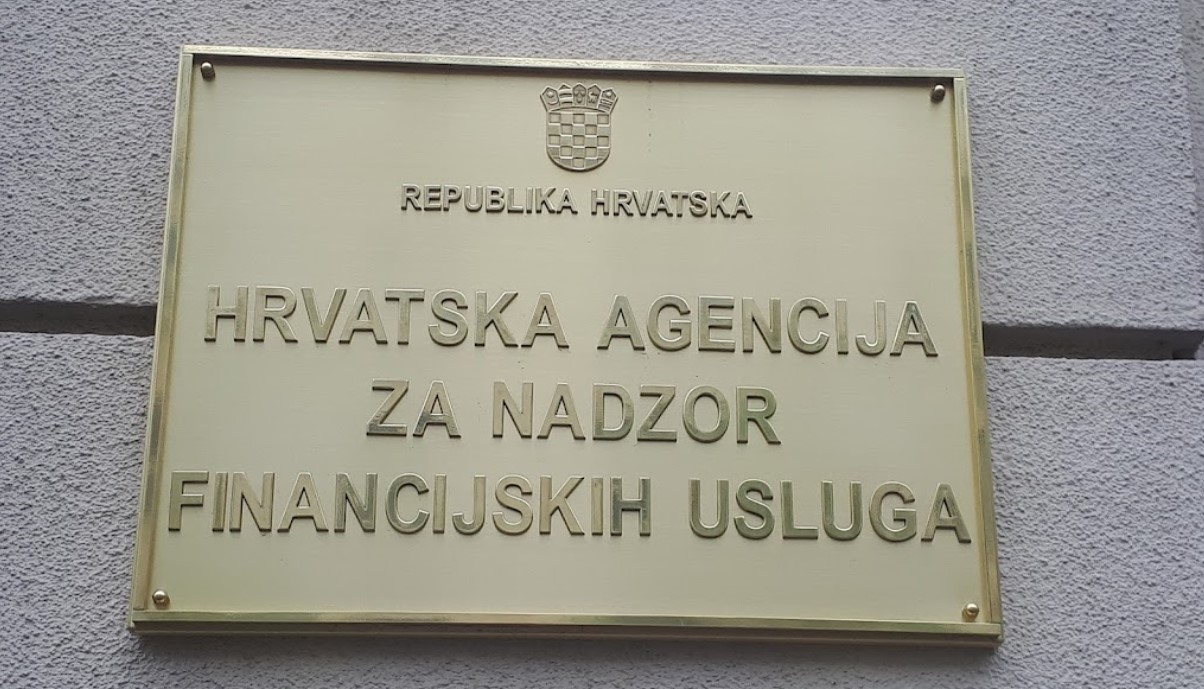 REPUBLIKA HRVATSKA
HRVATSKA AGENCIJA
ZA NADZOR
FINANCIJSKIH USLUGA